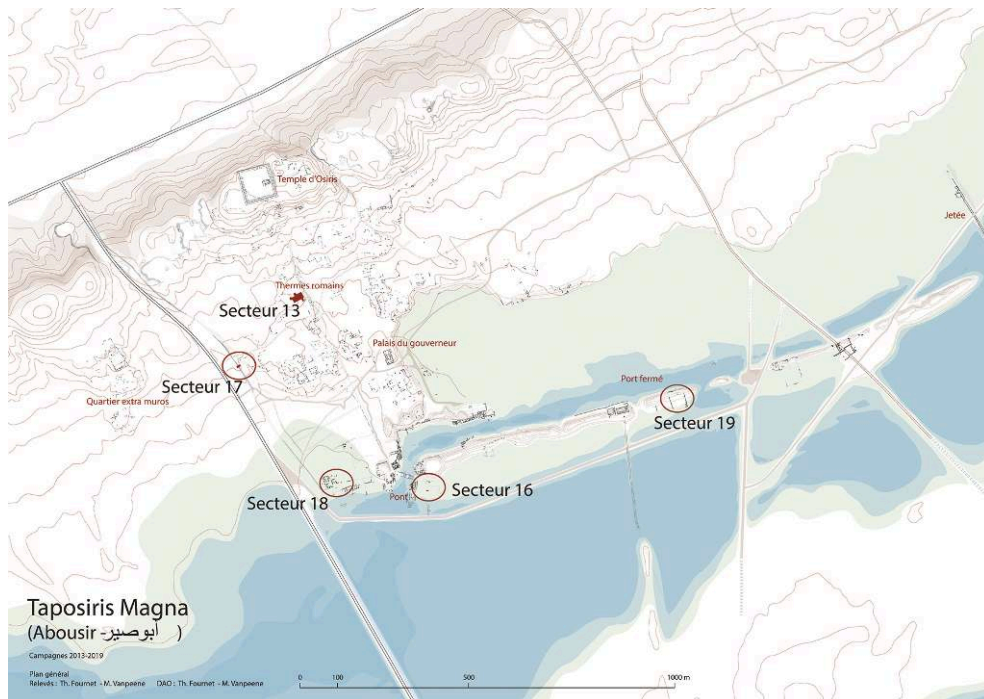 Temple d'Osiris
Jetée
Thermes romains
Secteur 13
Palais du gouverneur
Secteur 17
Quartier extra muros
Port fermé
Secteur 19
Secteur 18
Pont
Secteur 16
Taposiris Magna
(Abousir -أبوصير )
Campagnes 2013-2019
Plan général
Relevés : Th. Fournet - M. Vanpeene DAO : Th. Fournet - M. Vanpeene
0 100 500 1000 m